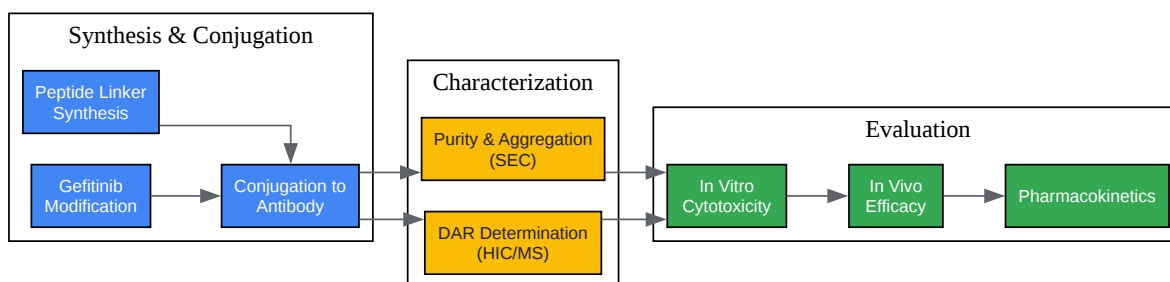 Synthesis & Conjugation
Peptide Linker
Synthesis
Gefitinib
Modification
Conjugation to
Antibody
Characterization
Purity & Aggregation
(SEC)
DAR Determination
(HIC/MS)
Evaluation
In Vitro
Cytotoxicity
In Vivo
Efficacy
Pharmacokinetics